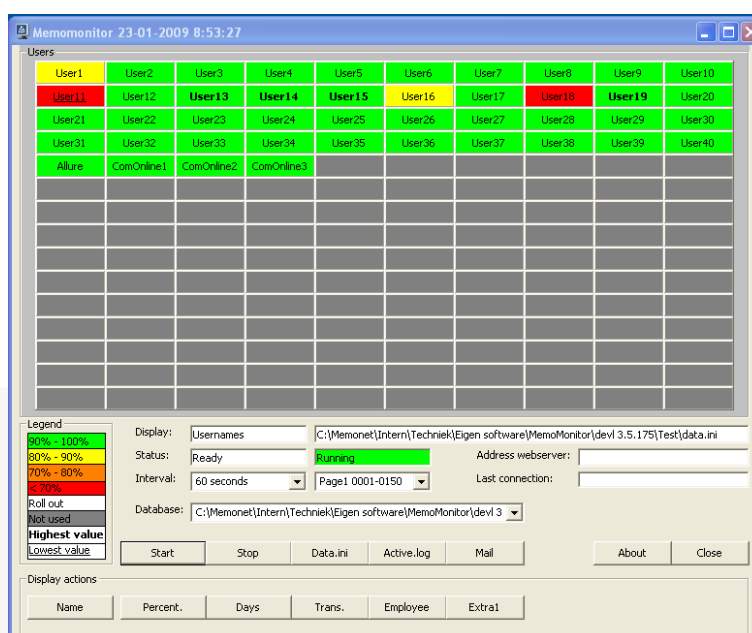 Memomonitor 23-01-2009 8:53:27
Users
User1 User2 User3 User4 User5 User6 User7 User8 User9 User10
User11 User12 User13 User14 User15 User16 User17 User18 User19 User20
User21 User22 User23 User24 User25 User26 User27 User28 User29 User30
User31 User32 User33 User34 User35 User36 User37 User38 User39 User40
Allure ComOnline1 ComOnline2 ComOnline3
Legend
90% - 100%
80% - 90%
70% - 80%
< 70%
Roll out
Not used
Highest value
Lowest value
Display: Usernames C:\Memonet\Intern\Techniek\Eigen software\MemoMonitor\devl 3.5.175\Test\data.ini
Status: Ready Running Address webserver:
Interval: 60 seconds Page1 0001-0150 Last connection:
Database: C:\Memonet\Intern\Techniek\Eigen software\MemoMonitor\devl 3
Start Stop Data.ini Active.log Mail About Close
Display actions
Name Percent. Days Trans. Employee Extra1